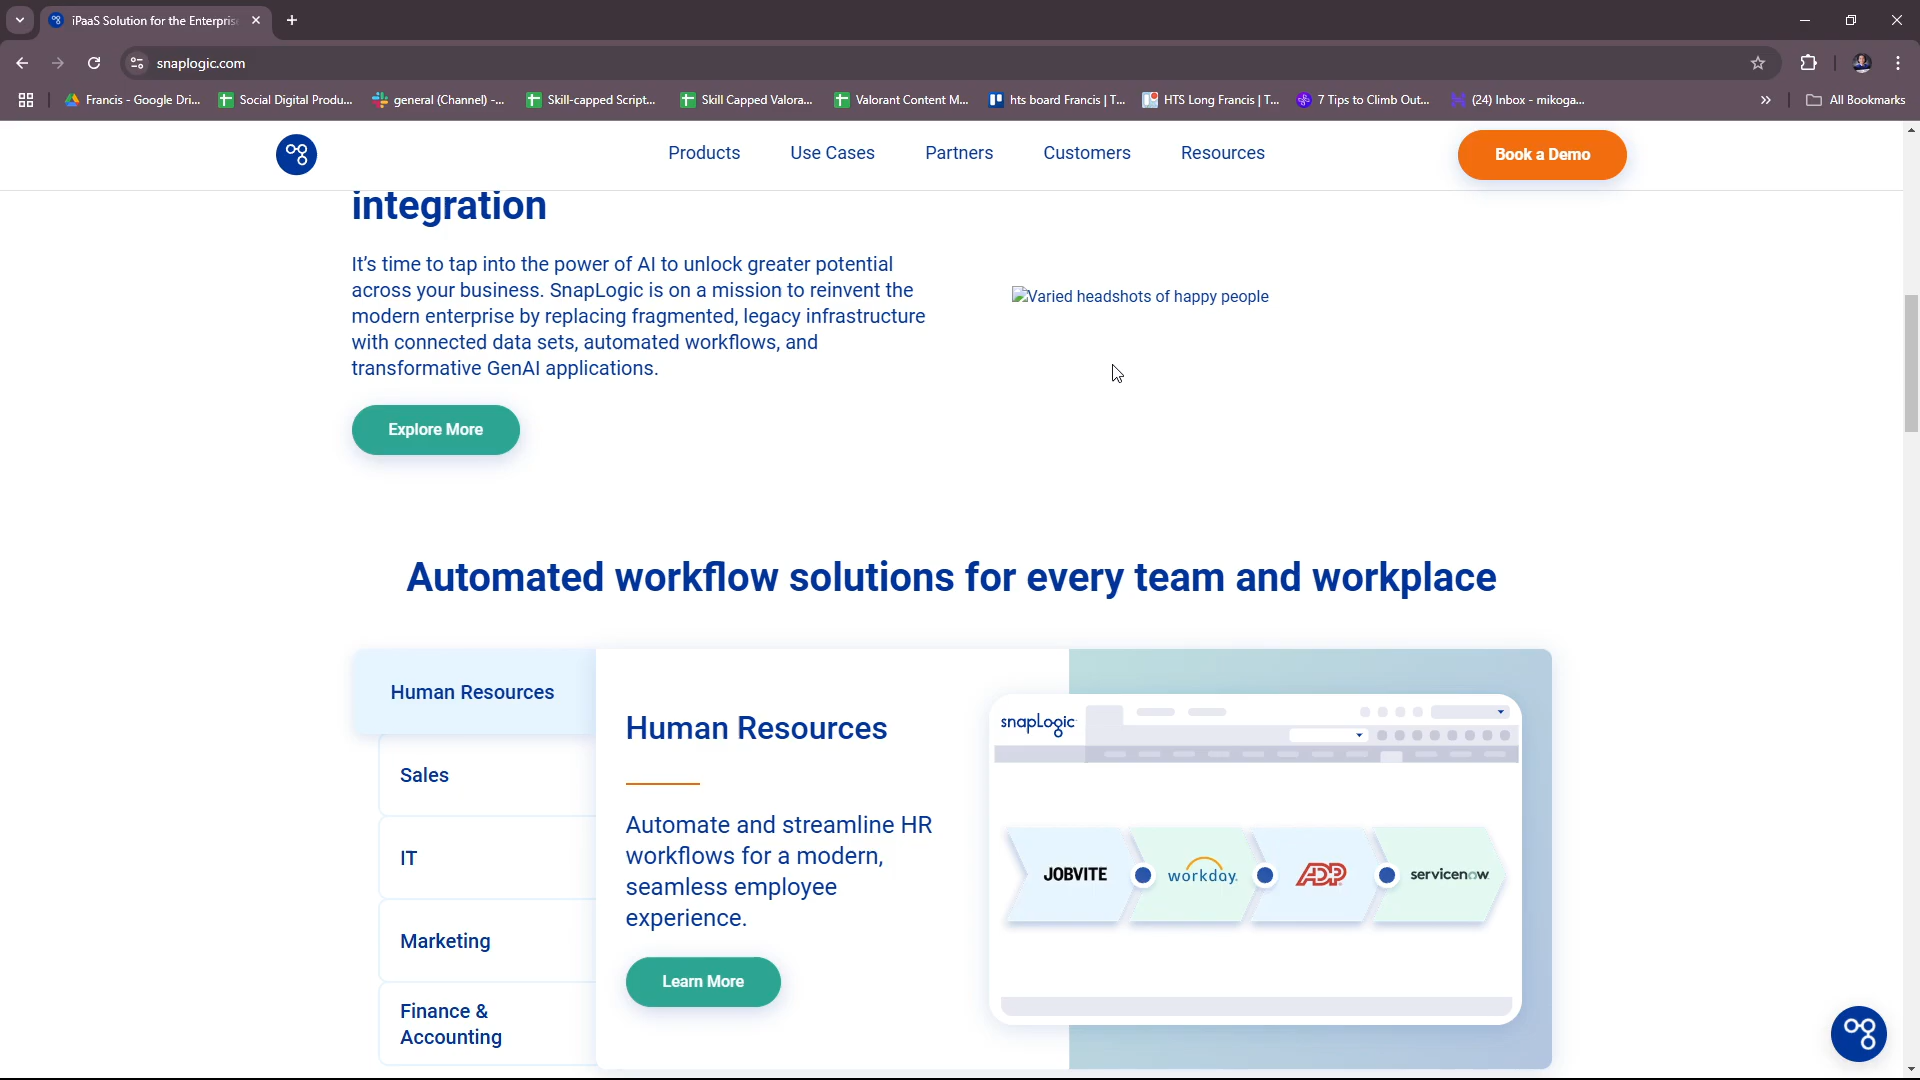 iPaaS Solution for the Enterpris
snaplogic.com
Francis - Google Dri...
Social Digital Produ...
general (Channel) -...
Skill-capped Script...
Skill Capped Valora...
Valorant Content M...
hts board Francis | T...
HTS Long Francis | T...
7 Tips to Climb Out...
(24) Inbox - mikoga...
All Bookmarks
Products
Use Cases
Partners
Customers
Resources
Book a Demo
integration
It's time to tap into the power of AI to unlock greater potential
across your business. SnapLogic is on a mission to reinvent the
modern enterprise by replacing fragmented, legacy infrastructure
with connected data sets, automated workflows, and
transformative GenAI applications.
Varied headshots of happy people
Explore More
Automated workflow solutions for every team and workplace
Human Resources
Sales
IT
Marketing
Finance &
Accounting
Human Resources
Automate and streamline HR
workflows for a modern,
seamless employee
experience.
Learn More
snapLogic
JOBVITE
workday.
ADP
servicenow